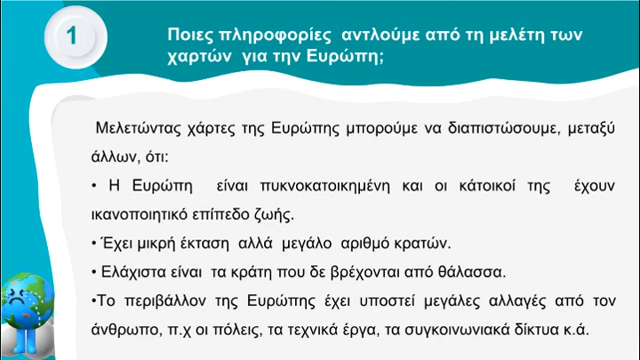 1
Ποιες πληροφορίες αντλούμε από τη μελέτη των
χαρτών για την Ευρώπη;
Μελετώντας χάρτες της Ευρώπης μπορούμε να διαπιστώσουμε, μεταξύ
άλλων, ότι:
• Η Ευρώπη είναι πυκνοκατοικημένη και οι κάτοικοί της έχουν
ικανοποιητικό επίπεδο ζωής.
• Έχει μικρή έκταση αλλά μεγάλο αριθμό κρατών.
• Ελάχιστα είναι τα κράτη που δε βρέχονται από θάλασσα.
•Το περιβάλλον της Ευρώπης έχει υποστεί μεγάλες αλλαγές από τον
άνθρωπο, π.χ οι πόλεις, τα τεχνικά έργα, τα συγκοινωνιακά δίκτυα κ.ά.